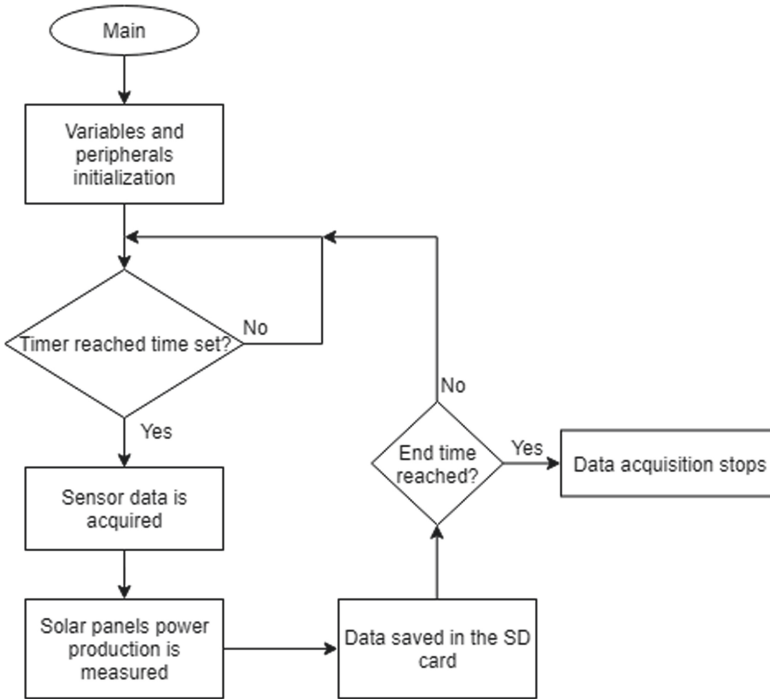 Main
Variables and
peripherals
initialization
Timer reached time set?
No
Yes
Sensor data is
acquired
Solar panels power
production is
measured
Data saved in the SD
card
End time
reached?
No
Yes
Data acquisition stops